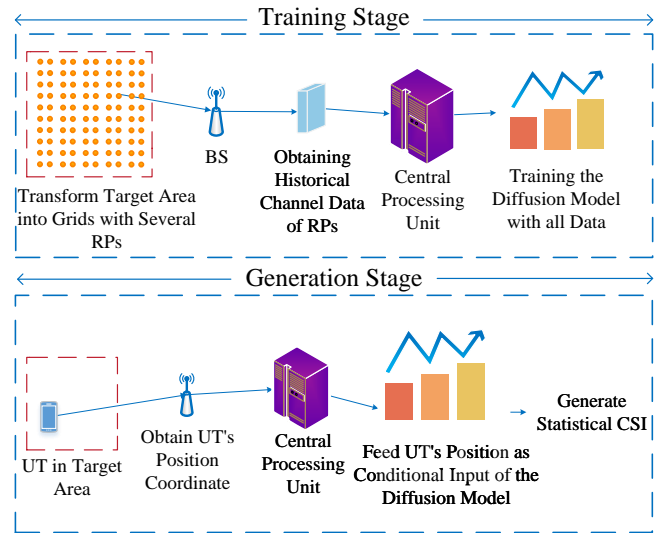 Training Stage
Transform Target Area
into Grids with Several
RPs
BS
Obtaining
Historical
Channel Data
of RPs
Central
Processing
Unit
Training the
Diffusion Model
with all Data
Generation Stage
UT in Target
Area
Obtain UT's
Position
Coordinate
Central
Processing
Unit
Feed UT's Position as
Conditional Input of the
Diffusion Model
Generate
Statistical CSI